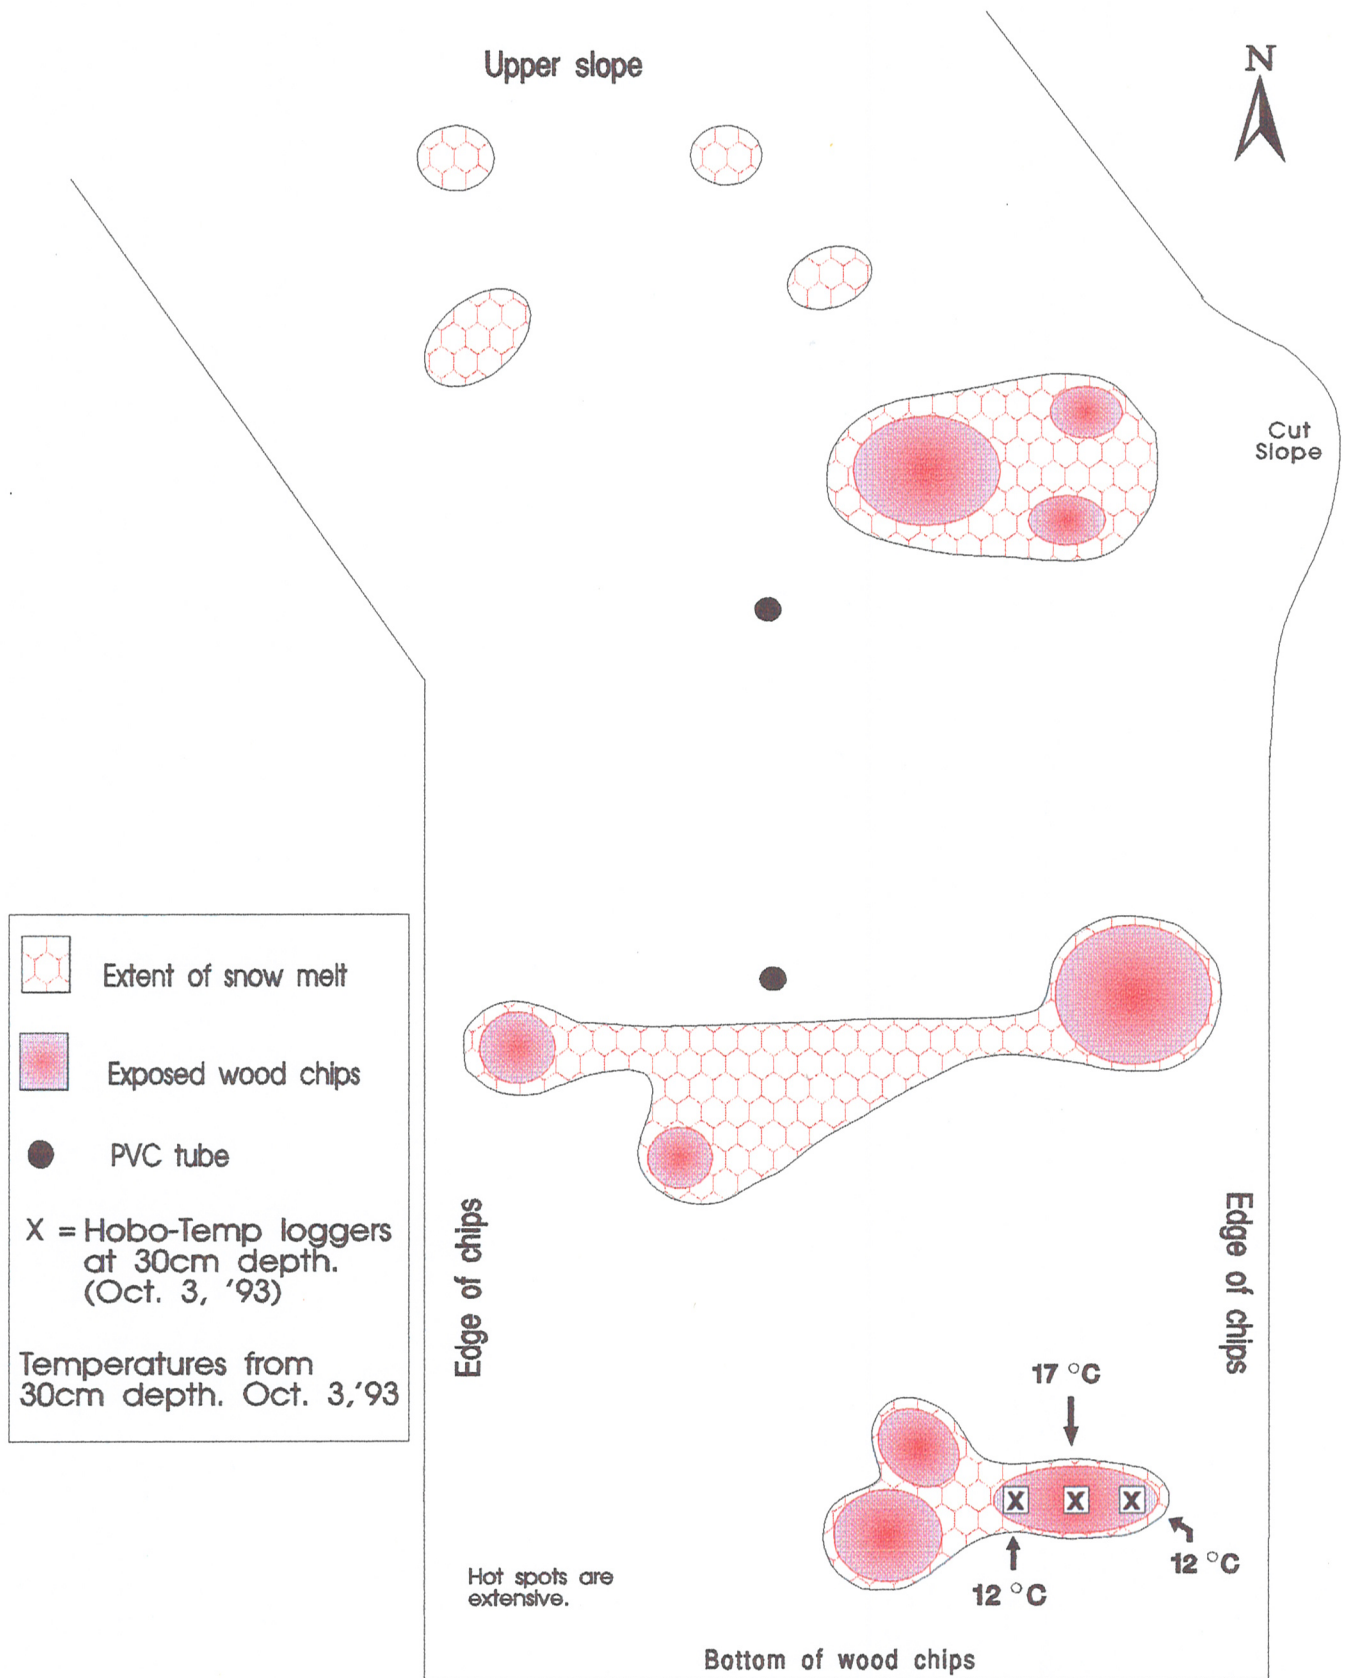 Upper slope
N
Cut
Slope
Extent of snow melt
Exposed wood chips
PVC tube
X = Hobo-Temp loggers
at 30cm depth.
(Oct. 3, '93)
Temperatures from
30cm depth. Oct. 3,'93
Edge of chips
Edge of chips
17 °C
X X X
12 °C
12 °C
Hot spots are
extensive.
Bottom of wood chips